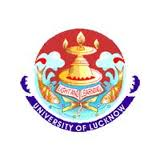 LIGHT AND LEARNING
UNIVERSITY OF LUCKNOW